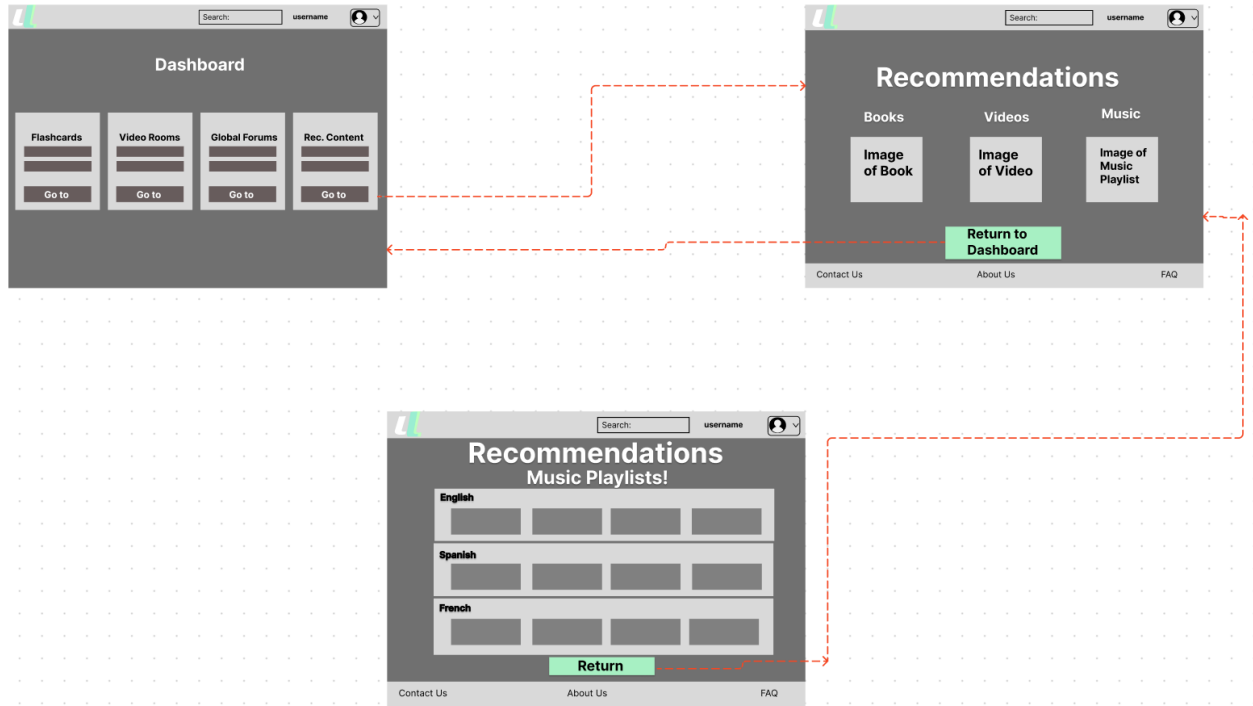 Search:
username
Dashboard
Flashcards
Video Rooms
Global Forums
Rec. Content
Go to
Go to
Go to
Go to
Search:
username
Recommendations
Books
Videos
Music
Image
of Book
Image
of Video
Image of
Music
Playlist
Return to
Dashboard
Contact Us
About Us
FAQ
Search:
username
Recommendations
Music Playlists!
English
Spanish
French
Return
Contact Us
About Us
FAQ